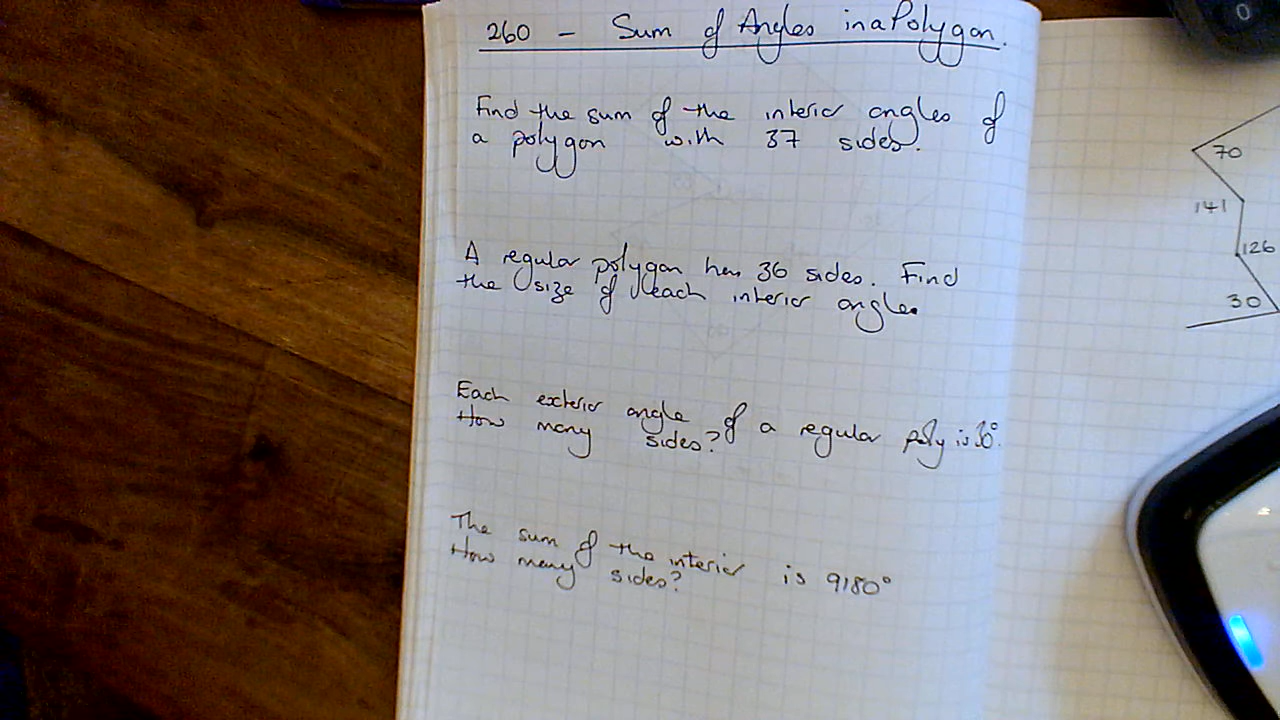 260 - Sum of Angles in a Polygon.
Find the sum of the interior angles of
a polygon with 37 sides.
A regular polygon has 36 sides. Find
the size of each interior angle.
Each exterior angle of a regular poly is
How many sides?
The sum of the interior is 9180°
How many sides?
70
141
126
30
0